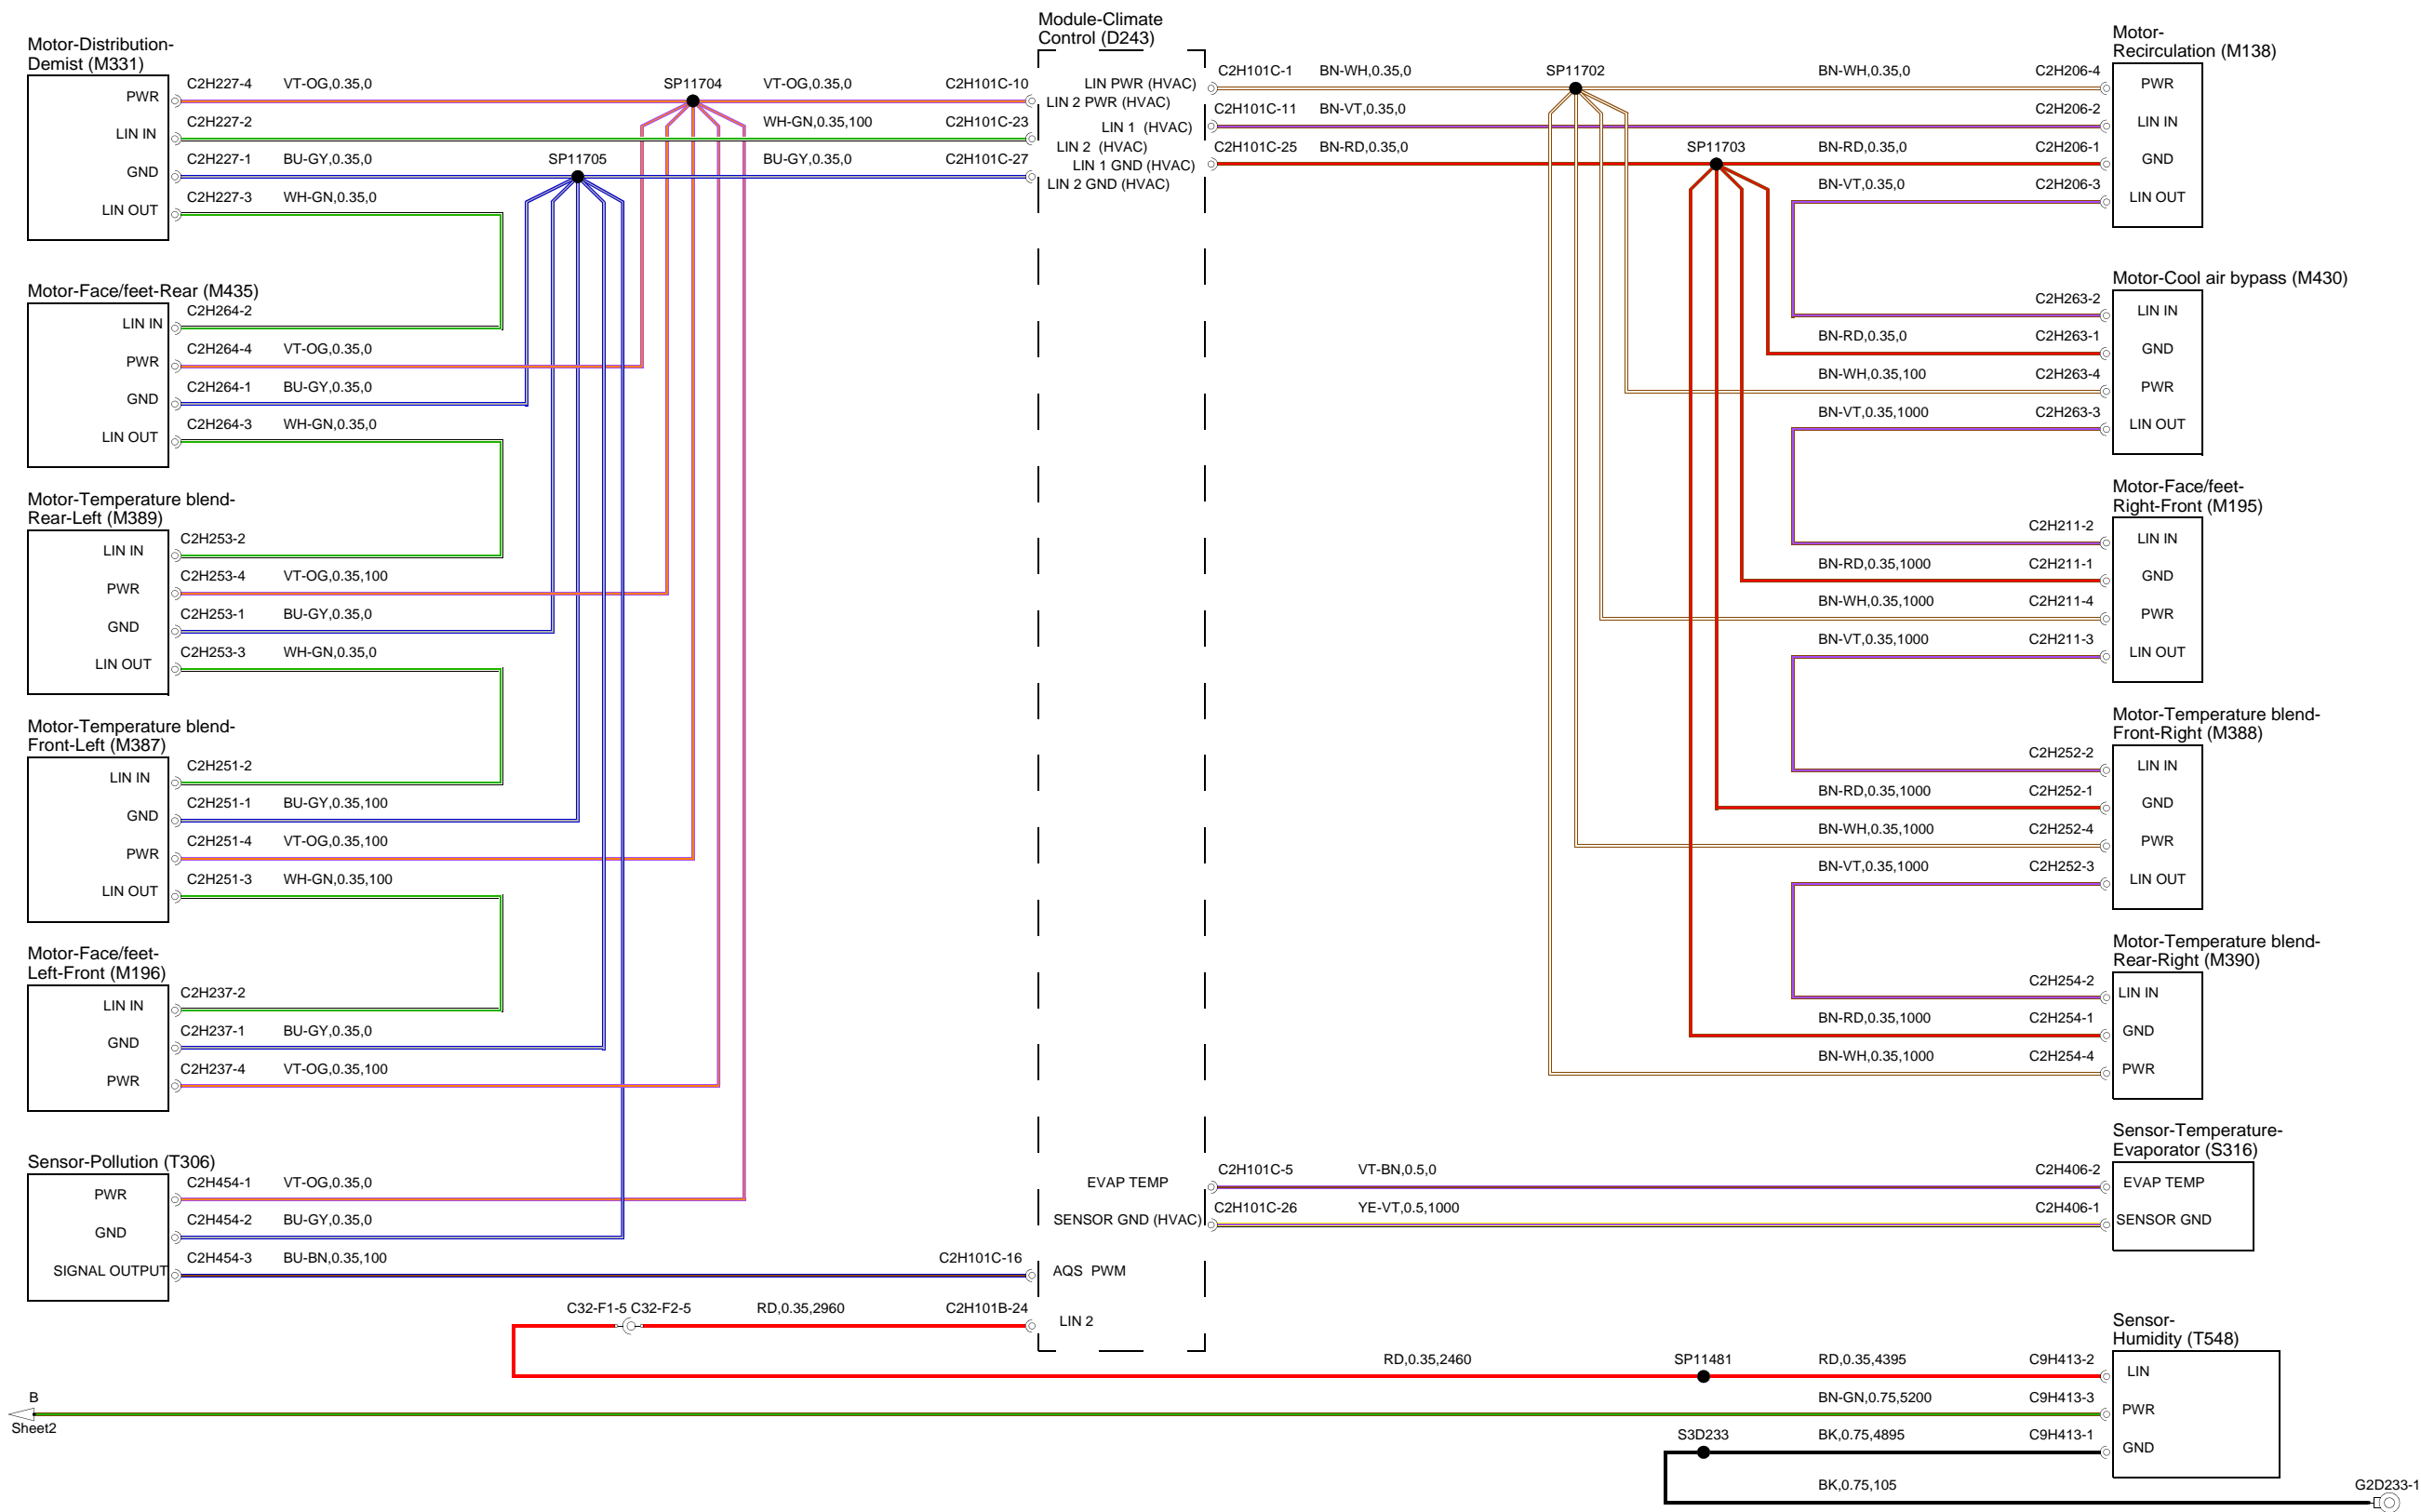 Module-Climate
Control (D243)
LIN PWR (HVAC)
LIN 2 PWR (HVAC)
LIN 1  (HVAC)
LIN 2  (HVAC)
LIN 1 GND (HVAC)
LIN 2 GND (HVAC)
EVAP TEMP
SENSOR GND (HVAC)
AQS  PWM
LIN 2
Motor-Distribution-
Demist (M331)
PWR C2H227-4 VT-OG,0.35,0 SP11704 VT-OG,0.35,0 C2H101C-10
LIN IN C2H227-2 WH-GN,0.35,100 C2H101C-23
GND C2H227-1 BU-GY,0.35,0 SP11705 BU-GY,0.35,0 C2H101C-27
LIN OUT C2H227-3 WH-GN,0.35,0
Motor-Face/feet-Rear (M435)
LIN IN C2H264-2
PWR C2H264-4 VT-OG,0.35,0
GND C2H264-1 BU-GY,0.35,0
LIN OUT C2H264-3 WH-GN,0.35,0
Motor-Temperature blend-
Rear-Left (M389)
LIN IN C2H253-2
PWR C2H253-4 VT-OG,0.35,100
GND C2H253-1 BU-GY,0.35,0
LIN OUT C2H253-3 WH-GN,0.35,0
Motor-Temperature blend-
Front-Left (M387)
LIN IN C2H251-2
GND C2H251-1 BU-GY,0.35,100
PWR C2H251-4 VT-OG,0.35,100
LIN OUT C2H251-3 WH-GN,0.35,100
Motor-Face/feet-
Left-Front (M196)
LIN IN C2H237-2
GND C2H237-1 BU-GY,0.35,0
PWR C2H237-4 VT-OG,0.35,100
Sensor-Pollution (T306)
PWR C2H454-1 VT-OG,0.35,0
GND C2H454-2 BU-GY,0.35,0
SIGNAL OUTPUT C2H454-3 BU-BN,0.35,100 C2H101C-16
C32-F1-5 C32-F2-5 RD,0.35,2960 C2H101B-24
B
Sheet2
Motor-
Recirculation (M138)
C2H101C-1 BN-WH,0.35,0 SP11702 BN-WH,0.35,0 C2H206-4 PWR
C2H101C-11 BN-VT,0.35,0 C2H206-2 LIN IN
C2H101C-25 BN-RD,0.35,0 SP11703 BN-RD,0.35,0 C2H206-1 GND
BN-VT,0.35,0 C2H206-3 LIN OUT
Motor-Cool air bypass (M430)
C2H263-2 LIN IN
BN-RD,0.35,0 C2H263-1 GND
BN-WH,0.35,100 C2H263-4 PWR
BN-VT,0.35,1000 C2H263-3 LIN OUT
Motor-Face/feet-
Right-Front (M195)
C2H211-2 LIN IN
BN-RD,0.35,1000 C2H211-1 GND
BN-WH,0.35,1000 C2H211-4 PWR
BN-VT,0.35,1000 C2H211-3 LIN OUT
Motor-Temperature blend-
Front-Right (M388)
C2H252-2 LIN IN
BN-RD,0.35,1000 C2H252-1 GND
BN-WH,0.35,1000 C2H252-4 PWR
BN-VT,0.35,1000 C2H252-3 LIN OUT
Motor-Temperature blend-
Rear-Right (M390)
C2H254-2 LIN IN
BN-RD,0.35,1000 C2H254-1 GND
BN-WH,0.35,1000 C2H254-4 PWR
Sensor-Temperature-
Evaporator (S316)
C2H101C-5 VT-BN,0.5,0 C2H406-2 EVAP TEMP
C2H101C-26 YE-VT,0.5,1000 C2H406-1 SENSOR GND
Sensor-
Humidity (T548)
RD,0.35,2460 SP11481 RD,0.35,4395 C9H413-2 LIN
BN-GN,0.75,5200 C9H413-3 PWR
S3D233 BK,0.75,4895 C9H413-1 GND
BK,0.75,105 G2D233-1